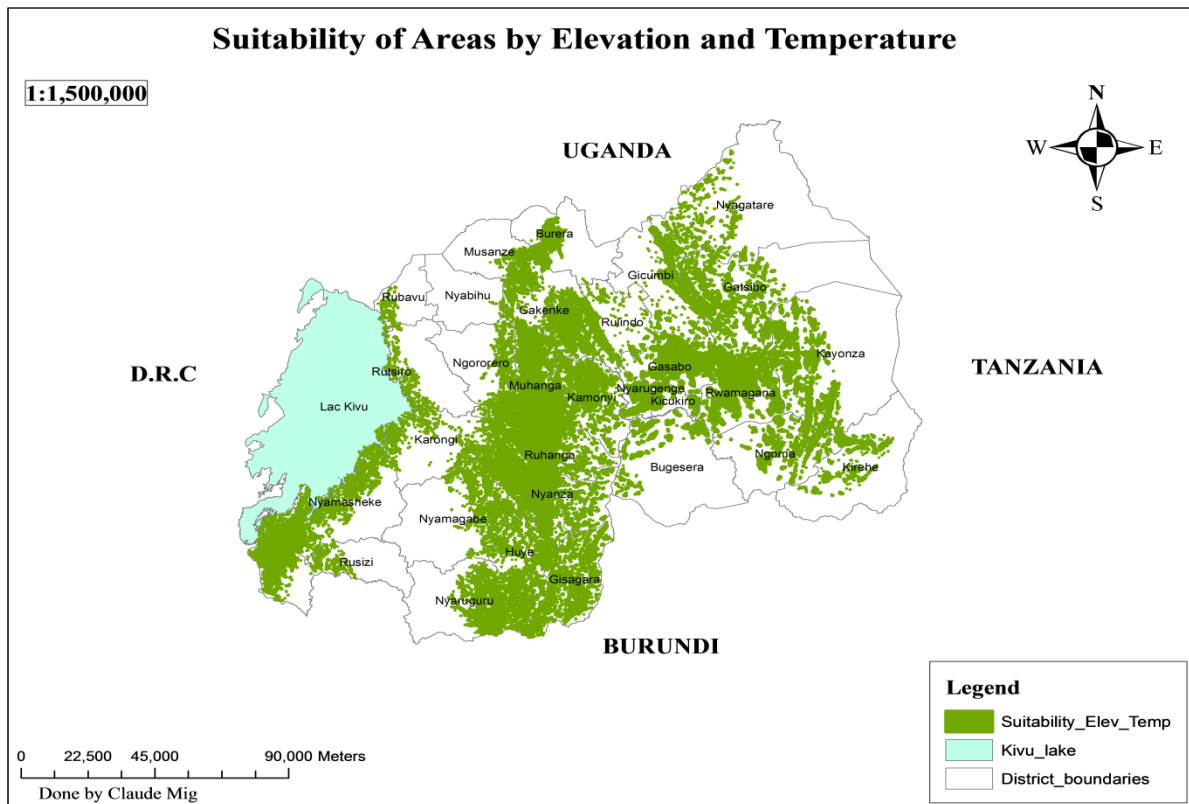 Suitability of Areas by Elevation and Temperature
1:1,500,000
N
W E
S
UGANDA
Nyagatare
Burera
Musanze
Gicumbi
Gatsibo
Rubavu
Nyabihu
Gakenke
Rulindo
Kayonza
Ngororero
Gasabo
D.R.C
Rutsiro
TANZANIA
Muhanga
Nyarugenge
Kamonyi
Kicukiro
Rwamagana
Lac Kivu
Karongi
Ruhango
Ngoma
Bugesera
Kirehe
Nyanza
Nyamasheke
Nyamagabe
Huye
Rusizi
Gisagara
Nyaruguru
BURUNDI
Legend
Suitability_Elev_Temp
Kivu_lake
District_boundaries
0 22,500 45,000 90,000 Meters
Done by Claude Mig